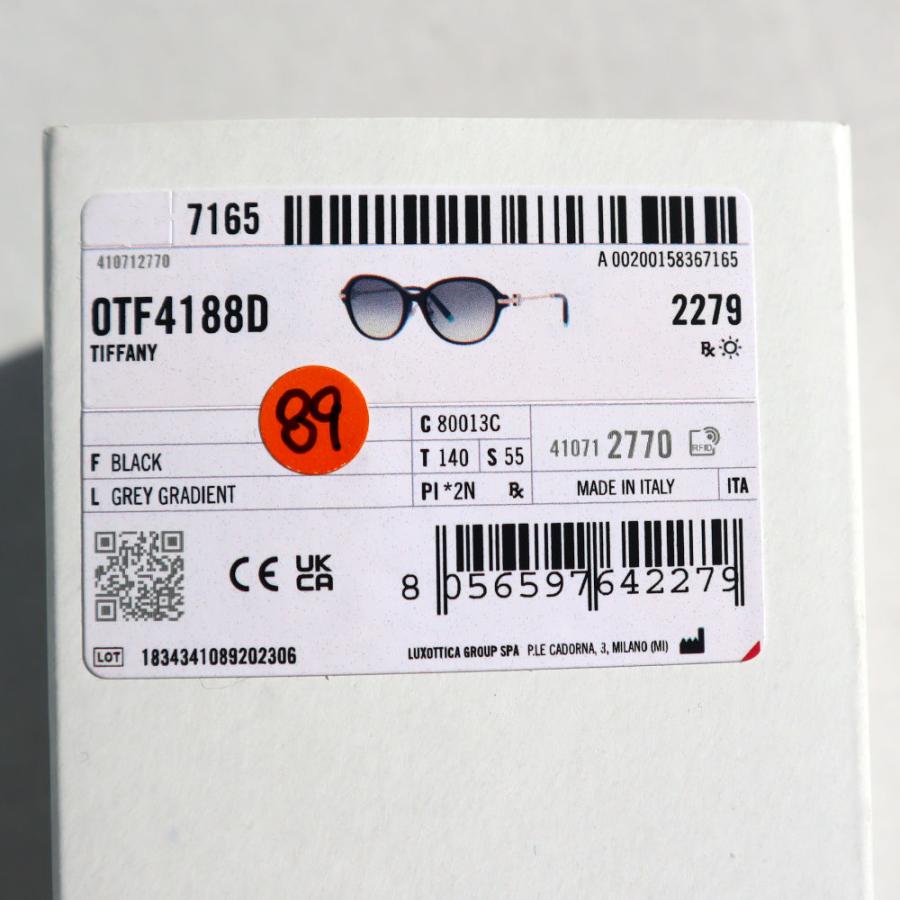 7165
410712770
A 00200158367165
0TF4188D
2279
TIFFANY
Rx
89
C 80013C
F BLACK
T 140 S 55
41071 2770 RFID
L GREY GRADIENT
PI *2N Rx
MADE IN ITALY ITA
CE UK CA
8 056597 642279
LOT 1834341089202306
LUXOTTICA GROUP SPA P.LE CADORNA, 3, MILANO (MI)